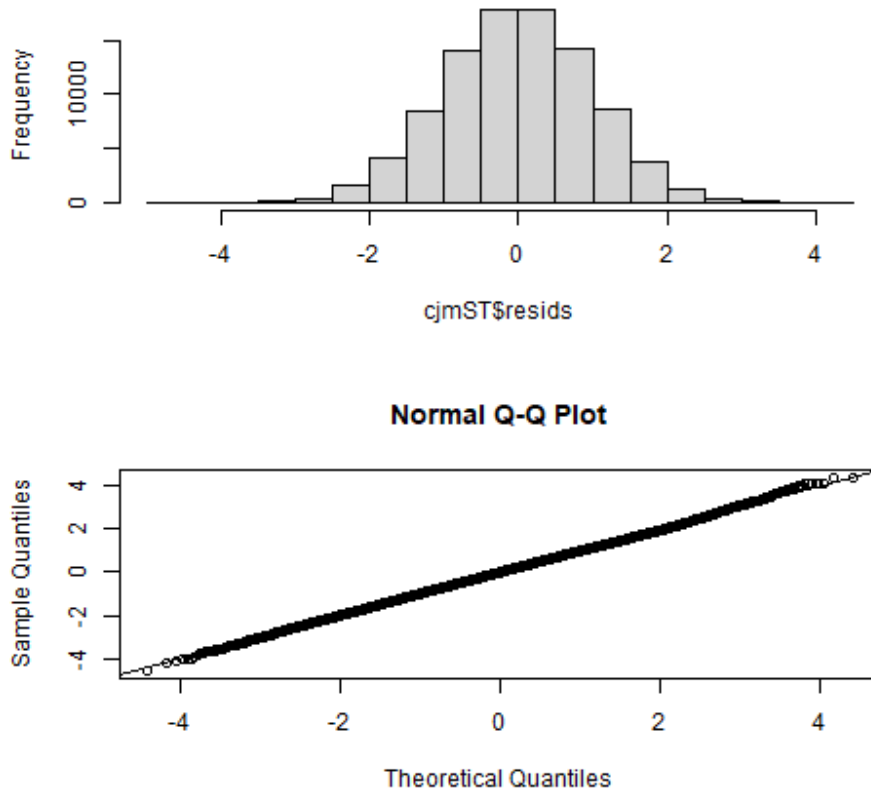 Frequency
10000
0
-4 -2 0 2 4
cjmST$resids
Normal Q-Q Plot
Sample Quantiles
4
2
0
-2
-4
-4 -2 0 2 4
Theoretical Quantiles